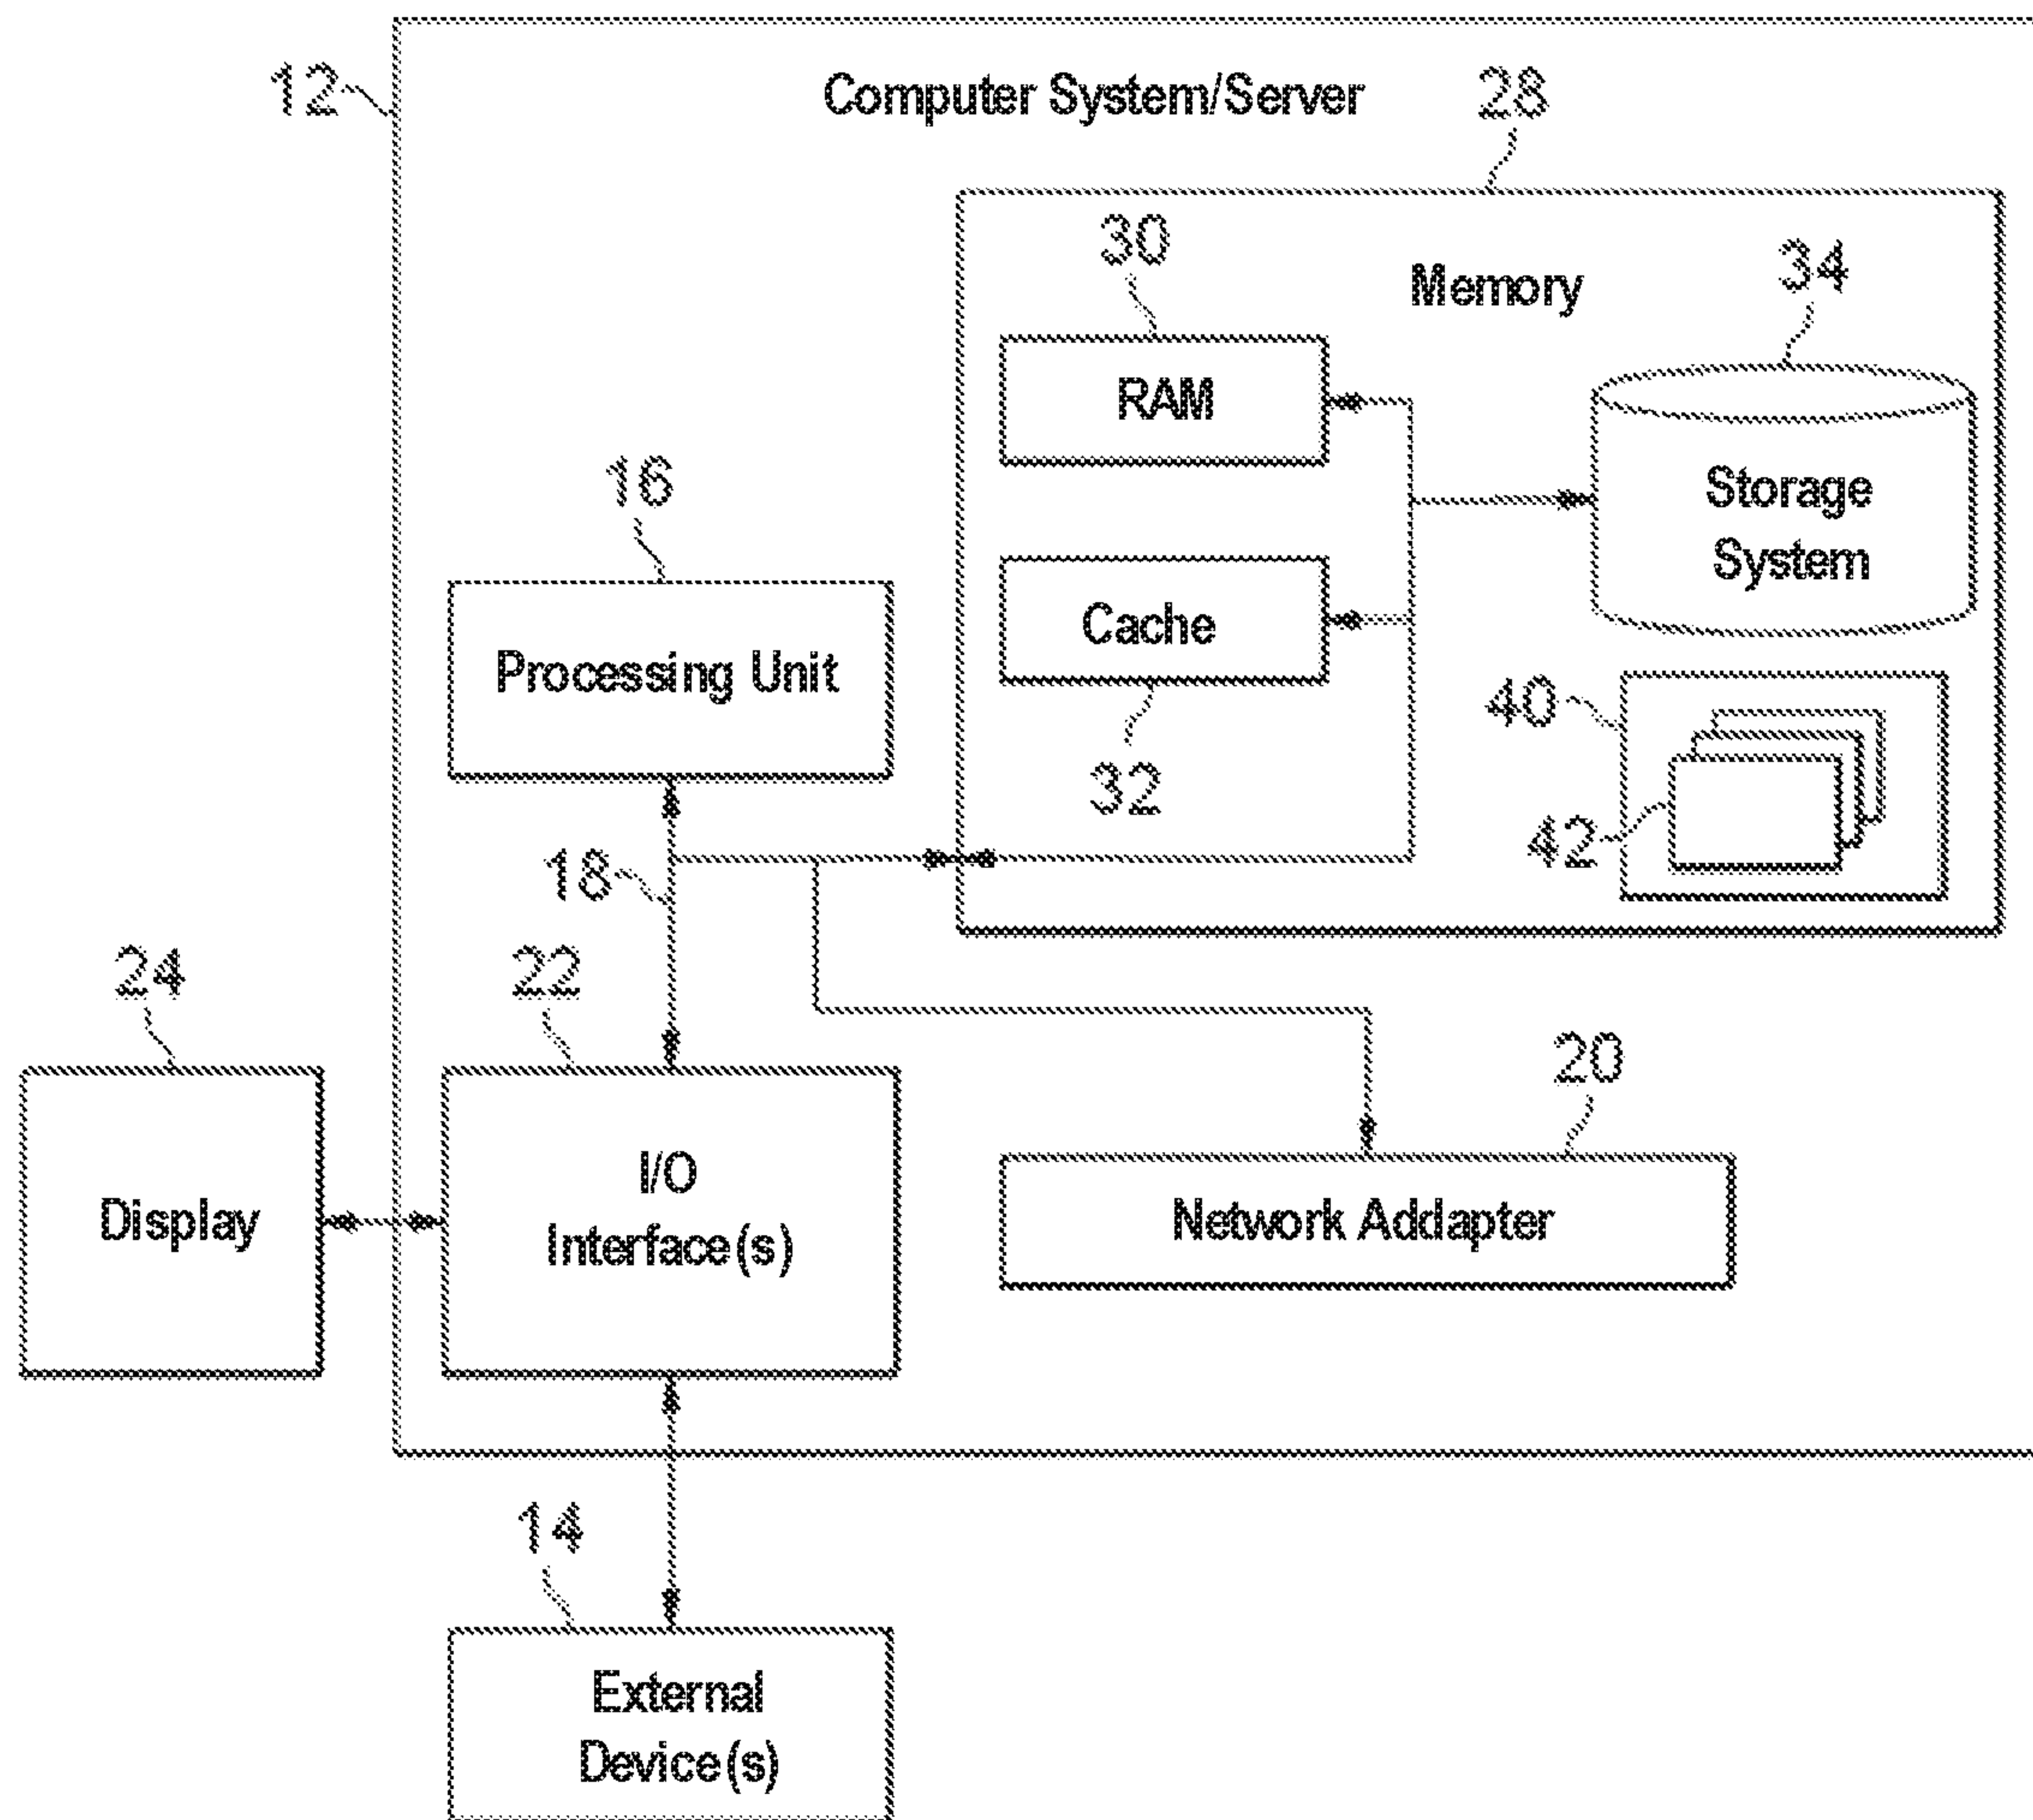 12
Computer System/Server
28
30
Memory
34
RAM
16
Storage
System
Cache
Processing Unit
40
32
42
18
24
22
20
I/O
Interface(s)
Display
Network Addapter
14
External
Device(s)